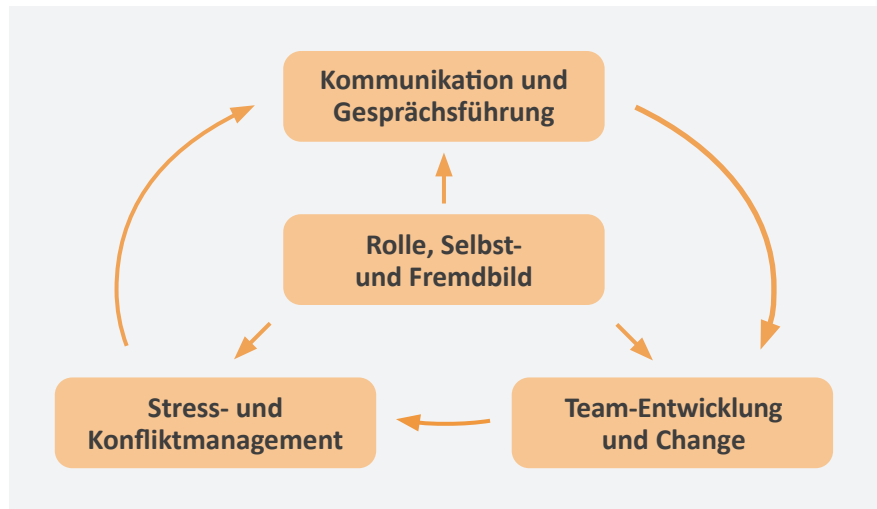 Kommunikation und
Gesprächsführung
Rolle, Selbst-
und Fremdbild
Stress- und
Konfliktmanagement
Team-Entwicklung
und Change